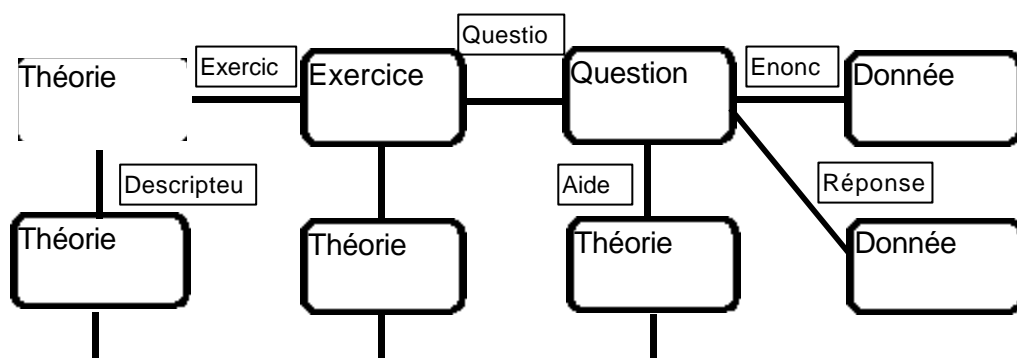 Questio
Théorie
Exercic
Exercice
Question
Enonc
Donnée
Descripteu
Aide
Réponse
Théorie
Théorie
Théorie
Donnée